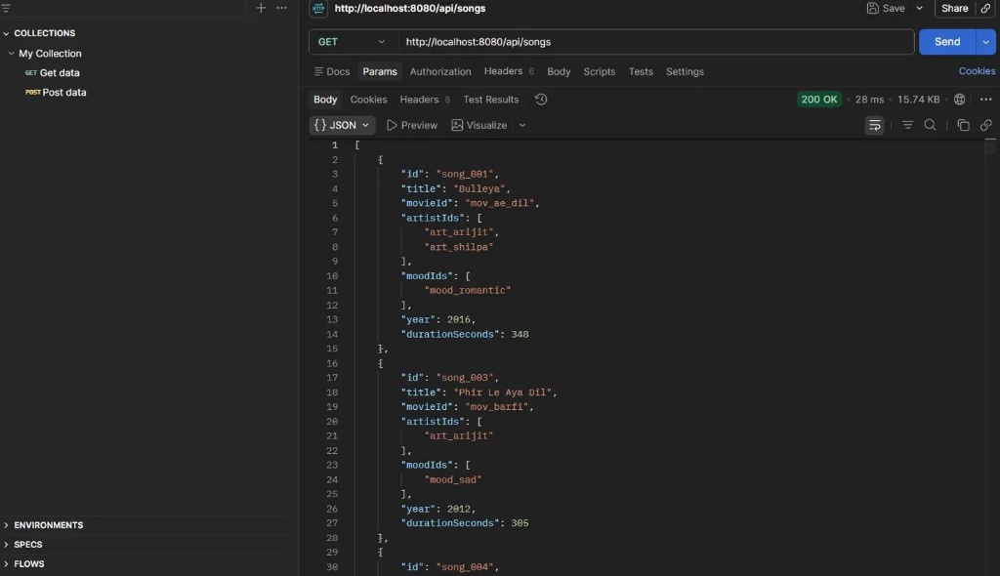 HTTP http://localhost:8080/api/songs Save Share
COLLECTIONS
My Collection
GET Get data
POST Post data
ENVIRONMENTS
SPECS
FLOWS
GET http://localhost:8080/api/songs Send
Docs Params Authorization Headers 6 Body Scripts Tests Settings Cookies
Body Cookies Headers 8 Test Results 200 OK • 28 ms • 15.74 KB •
{} JSON Preview Visualize
1 [
2 {
3 "id": "song_001",
4 "title": "Bulleya",
5 "movieId": "mov_ae_dil",
6 "artistIds": [
7 "art_arijit",
8 "art_shilpa"
9 ],
10 "moodIds": [
11 "mood_romantic"
12 ],
13 "year": 2016,
14 "durationSeconds": 348
15 },
16 {
17 "id": "song_003",
18 "title": "Phir Le Aya Dil",
19 "movieId": "mov_barfi",
20 "artistIds": [
21 "art_arijit"
22 ],
23 "moodIds": [
24 "mood_sad"
25 ],
26 "year": 2012,
27 "durationSeconds": 305
28 },
29 {
30 "id": "song_004",